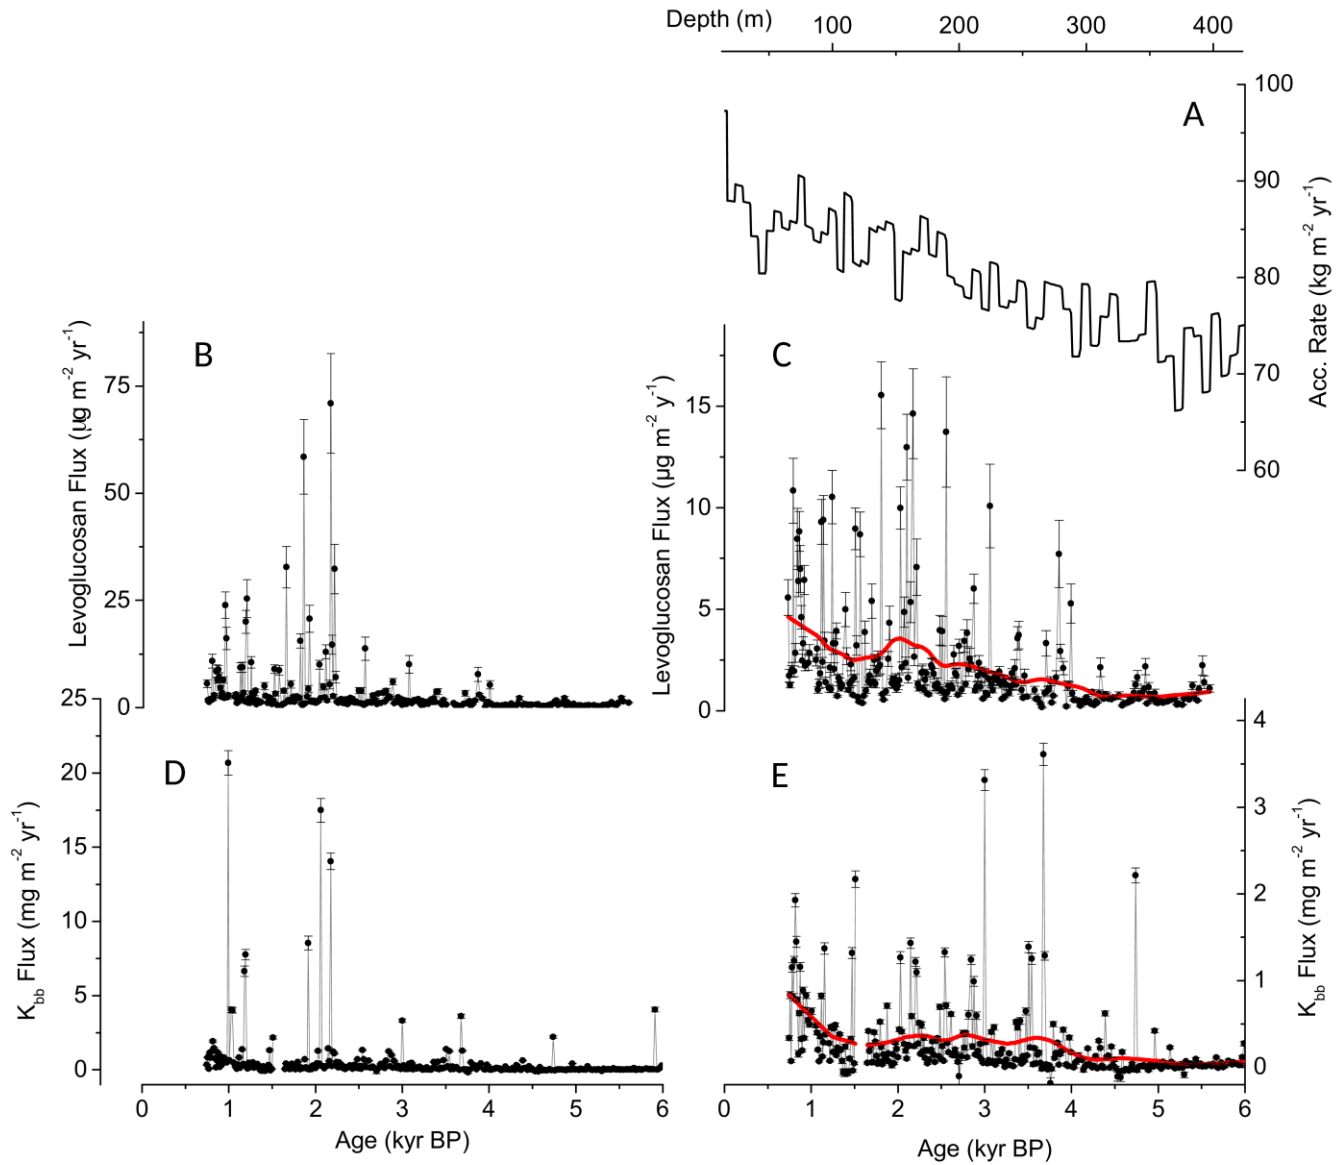 Depth (m) 100 200 300 400
A
100
90
80
70
60
Acc. Rate (kg m⁻² yr⁻¹)
B
75
50
25
0
Levoglucosan Flux (µg m⁻² yr⁻¹)
C
15
10
5
0
Levoglucosan Flux (µg m⁻² y⁻¹)
D
25
20
15
10
5
0
K_bb Flux (mg m⁻² yr⁻¹)
E
4
3
2
1
0
K_bb Flux (mg m⁻² yr⁻¹)
0 1 2 3 4 5 6
Age (kyr BP)
0 1 2 3 4 5 6
Age (kyr BP)